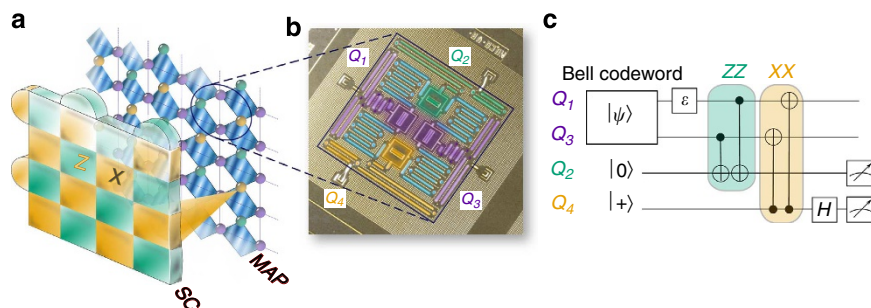 a
Z
X
SC
MAP
b
Q1
Q2
Q4
Q3
c
Bell codeword
ZZ
XX
Q1
|ψ⟩
ε
Q3
Q2
|0⟩
Q4
|+⟩
H